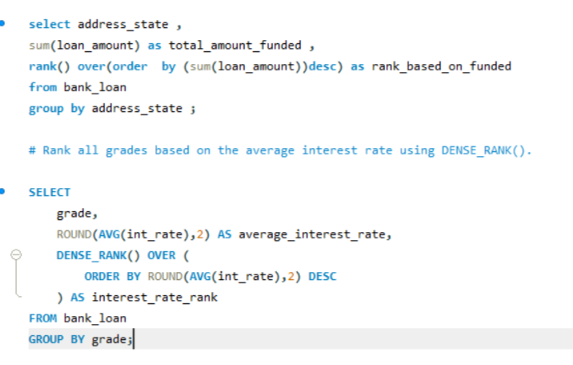 select address_state ,
sum(loan_amount) as total_amount_funded ,
rank() over(order  by (sum(loan_amount))desc) as rank_based_on_funded
from bank_loan
group by address_state ;
# Rank all grades based on the average interest rate using DENSE_RANK().
SELECT
grade,
ROUND(AVG(int_rate),2) AS average_interest_rate,
DENSE_RANK() OVER (
ORDER BY ROUND(AVG(int_rate),2) DESC
) AS interest_rate_rank
FROM bank_loan
GROUP BY grade;